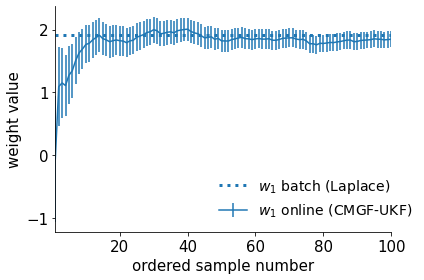 2
1
0
−1
weight value
w₁ batch (Laplace)
w₁ online (CMGF-UKF)
20 40 60 80 100
ordered sample number